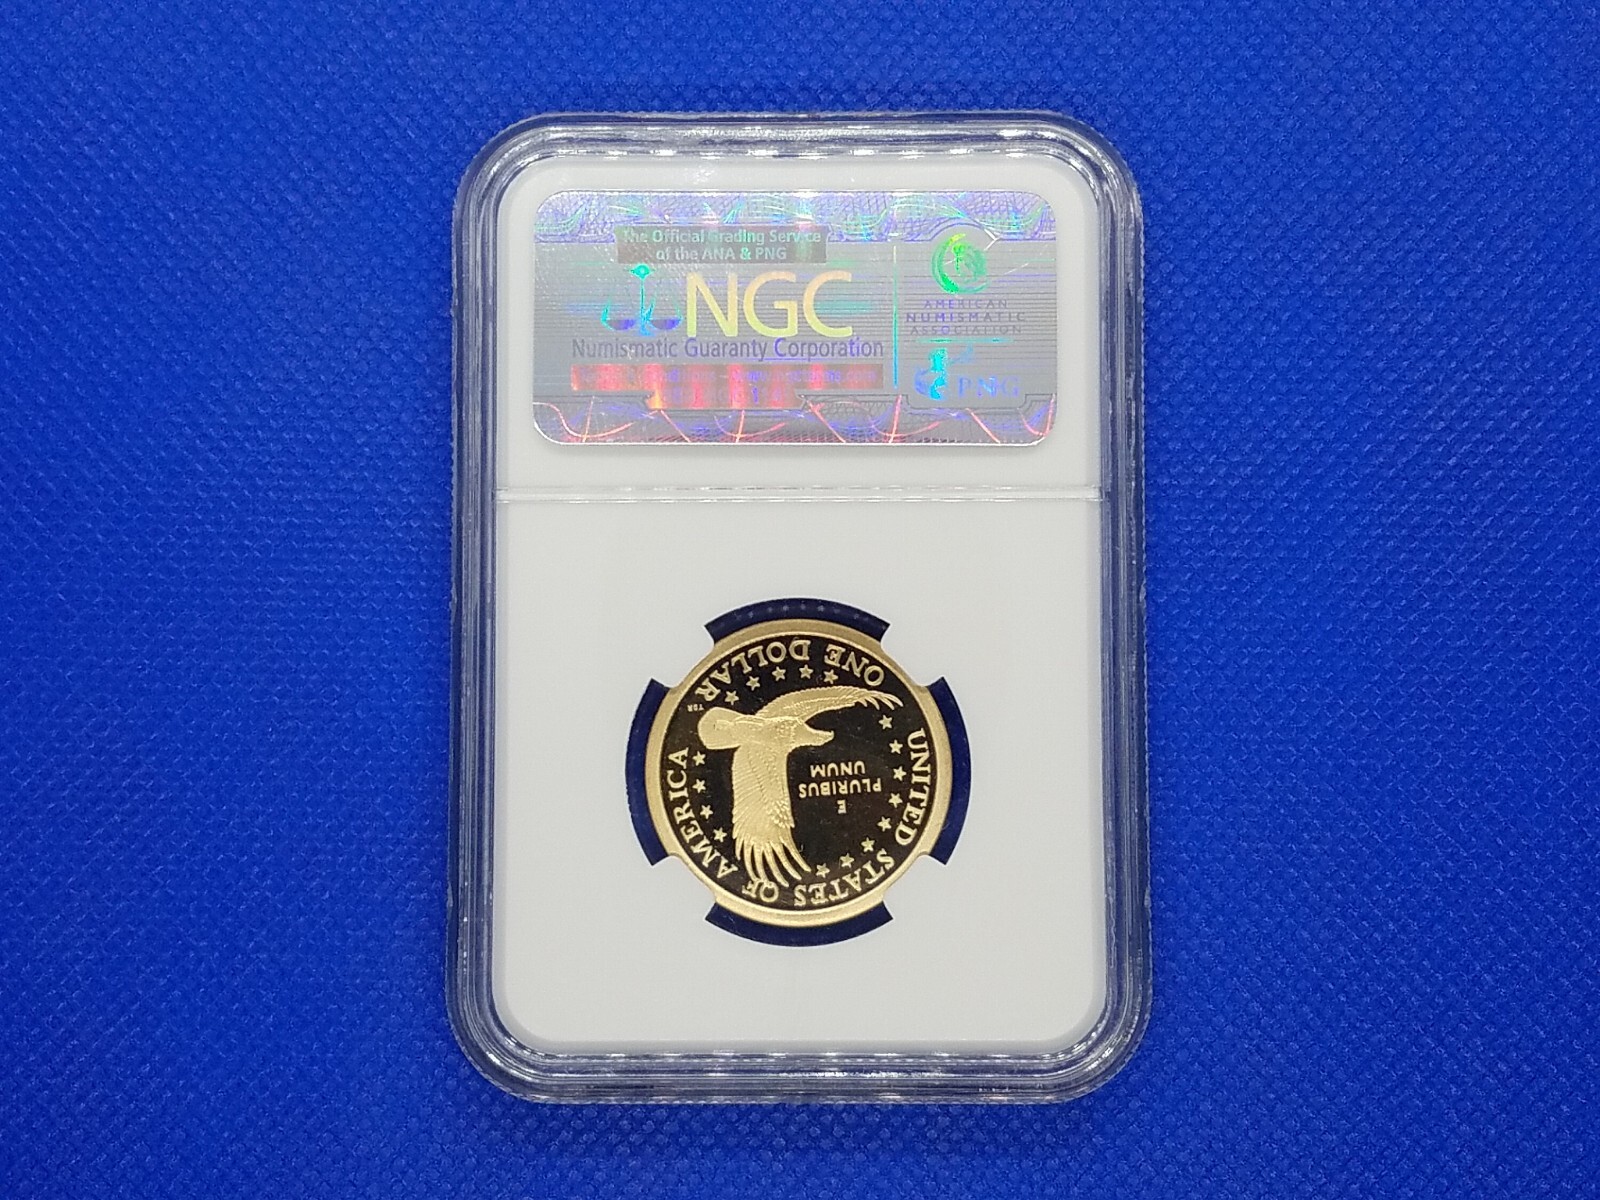 The Official Grading Service
of the ANA & PNG
NGC
Numismatic Guaranty Corporation
AMERICAN
NUMISMATIC
ASSOCIATION
PNG
UNITED STATES OF AMERICA
E
PLURIBUS
UNUM
ONE DOLLAR